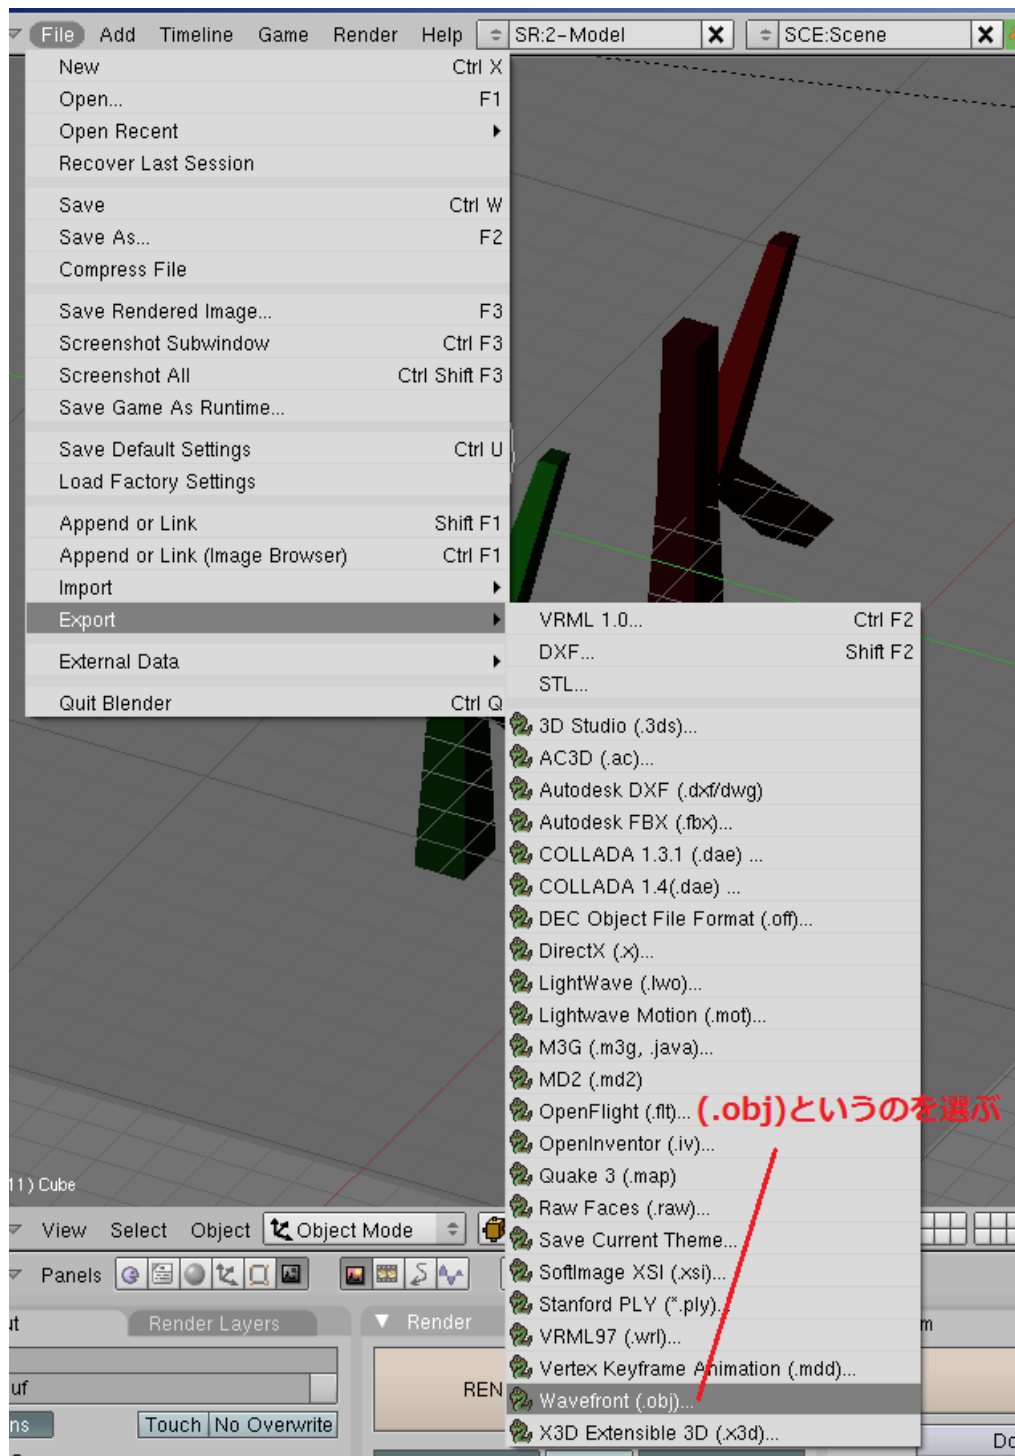 File Add Timeline Game Render Help SR:2-Model SCE:Scene
New Ctrl X
Open... F1
Open Recent
Recover Last Session
Save Ctrl W
Save As... F2
Compress File
Save Rendered Image... F3
Screenshot Subwindow Ctrl F3
Screenshot All Ctrl Shift F3
Save Game As Runtime...
Save Default Settings Ctrl U
Load Factory Settings
Append or Link Shift F1
Append or Link (Image Browser) Ctrl F1
Import
Export
External Data
Quit Blender Ctrl Q
VRML 1.0... Ctrl F2
DXF... Shift F2
STL...
3D Studio (.3ds)...
AC3D (.ac)...
Autodesk DXF (.dxf/dwg)
Autodesk FBX (.fbx)...
COLLADA 1.3.1 (.dae) ...
COLLADA 1.4(.dae) ...
DEC Object File Format (.off)...
DirectX (.x)...
LightWave (.lwo)...
Lightwave Motion (.mot)...
M3G (.m3g, .java)...
MD2 (.md2)
OpenFlight (.flt)...
(.obj)というのを選ぶ
OpenInventor (.iv)...
Quake 3 (.map)
Raw Faces (.raw)...
Save Current Theme...
SoftImage XSI (.xsi)...
Stanford PLY (*.ply)...
VRML97 (.wrl)...
Vertex Keyframe Animation (.mdd)...
Wavefront (.obj)...
X3D Extensible 3D (.x3d)...
11) Cube
View Select Object Object Mode
Panels
Render Layers Render
uf
REN
ns Touch No Overwrite
Do